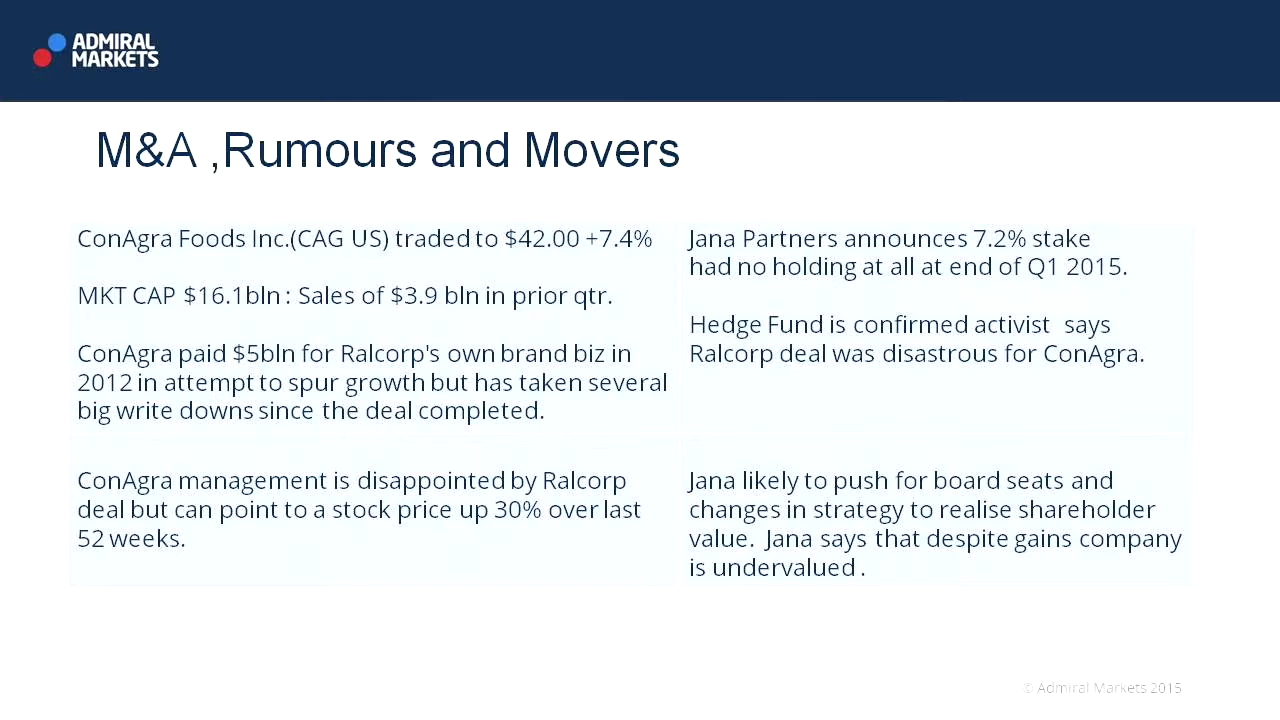 ADMIRAL
MARKETS
M&A ,Rumours and Movers
ConAgra Foods Inc.(CAG US) traded to $42.00 +7.4%
MKT CAP $16.1bln : Sales of $3.9 bln in prior qtr.
ConAgra paid $5bln for Ralcorp's own brand biz in
2012 in attempt to spur growth but has taken several
big write downs since the deal completed.
Jana Partners announces 7.2% stake
had no holding at all at end of Q1 2015.
Hedge Fund is confirmed activist says
Ralcorp deal was disastrous for ConAgra.
ConAgra management is disappointed by Ralcorp
deal but can point to a stock price up 30% over last
52 weeks.
Jana likely to push for board seats and
changes in strategy to realise shareholder
value. Jana says that despite gains company
is undervalued .
© Admiral Markets 2015